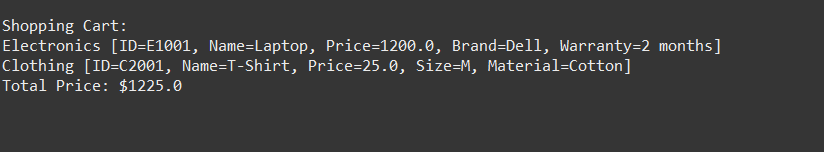 Shopping Cart:
Electronics [ID=E1001, Name=Laptop, Price=1200.0, Brand=Dell, Warranty=2 months]
Clothing [ID=C2001, Name=T-Shirt, Price=25.0, Size=M, Material=Cotton]
Total Price: $1225.0